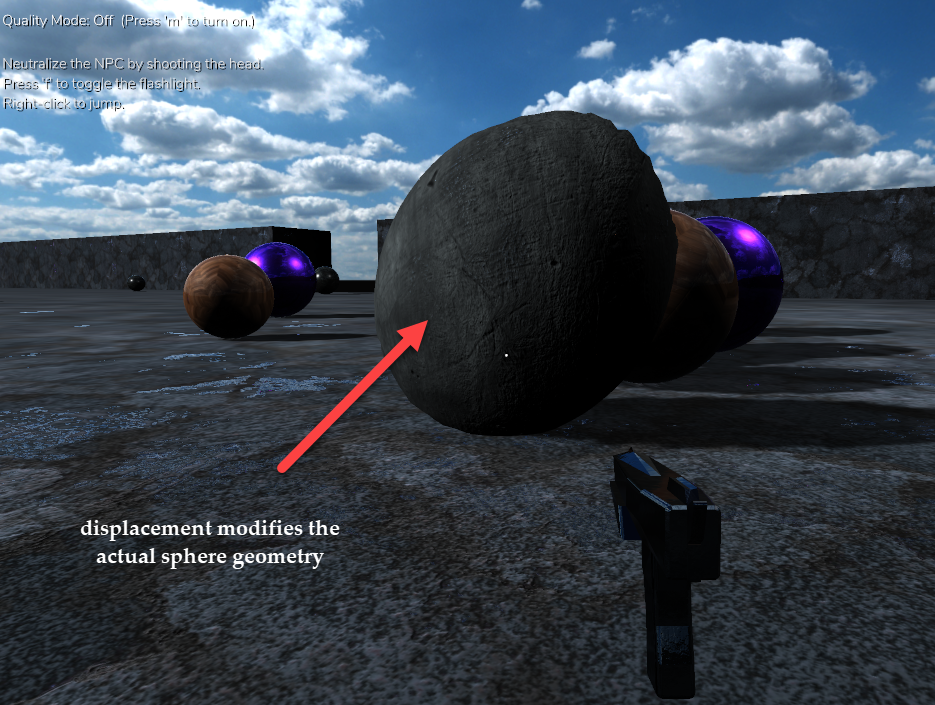 Quality Mode: Off (Press 'm' to turn on.)
Neutralize the NPC by shooting the head.
Press 'f' to toggle the flashlight.
Right-click to jump.
displacement modifies the
actual sphere geometry